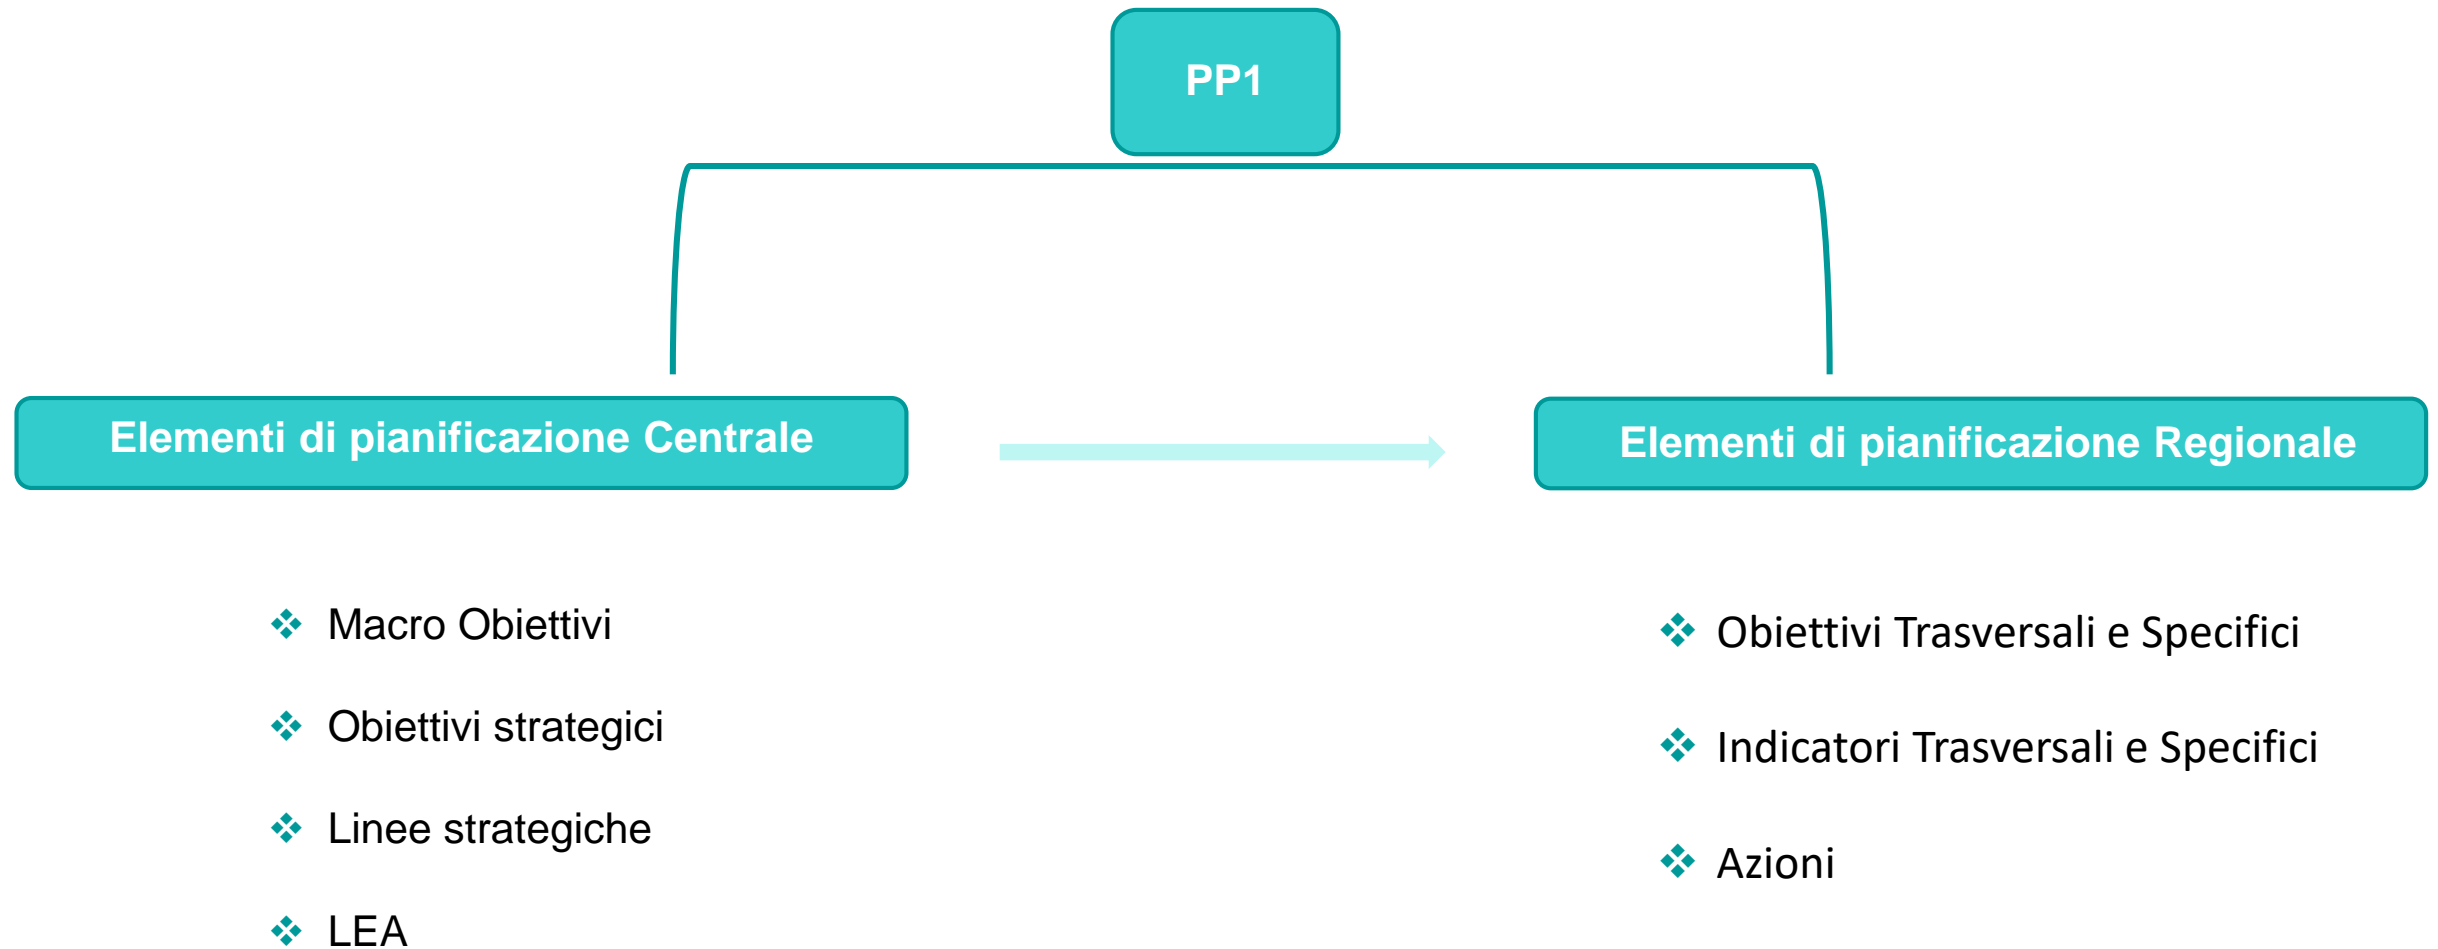 PP1
Elementi di pianificazione Centrale
Elementi di pianificazione Regionale
Macro Obiettivi
Obiettivi strategici
Linee strategiche
LEA
Obiettivi Trasversali e Specifici
Indicatori Trasversali e Specifici
Azioni